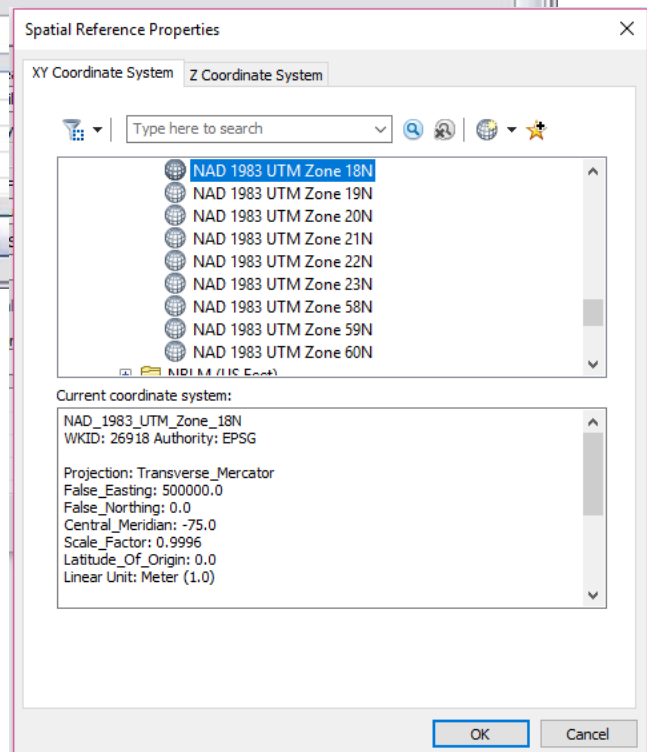 Spatial Reference Properties
XY Coordinate System
Z Coordinate System
Type here to search
NAD 1983 UTM Zone 18N
NAD 1983 UTM Zone 19N
NAD 1983 UTM Zone 20N
NAD 1983 UTM Zone 21N
NAD 1983 UTM Zone 22N
NAD 1983 UTM Zone 23N
NAD 1983 UTM Zone 58N
NAD 1983 UTM Zone 59N
NAD 1983 UTM Zone 60N
(US Feet)
Current coordinate system:
NAD_1983_UTM_Zone_18N
WKID: 26918 Authority: EPSG
Projection: Transverse_Mercator
False_Easting: 500000.0
False_Northing: 0.0
Central_Meridian: -75.0
Scale_Factor: 0.9996
Latitude_Of_Origin: 0.0
Linear Unit: Meter (1.0)
OK
Cancel